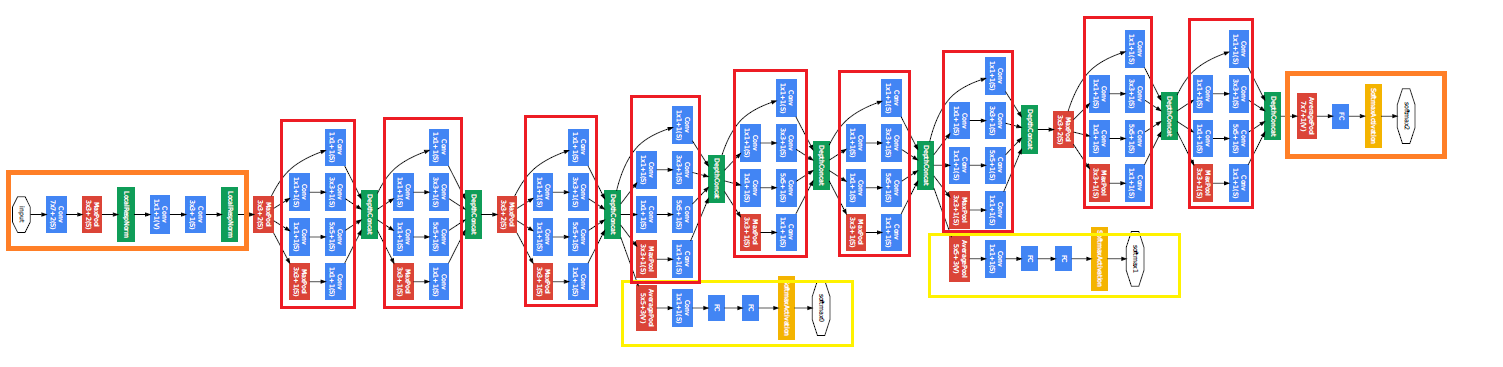 input
Conv
7x7+2(S)
MaxPool
3x3+2(S)
LocalRespNorm
Conv
1x1+1(V)
Conv
3x3+1(S)
LocalRespNorm
MaxPool
3x3+2(S)
Conv
1x1+1(S)
Conv
1x1+1(S)
MaxPool
3x3+1(S)
Conv
1x1+1(S)
Conv
3x3+1(S)
Conv
5x5+1(S)
Conv
1x1+1(S)
DepthConcat
Conv
1x1+1(S)
Conv
1x1+1(S)
MaxPool
3x3+1(S)
Conv
1x1+1(S)
Conv
3x3+1(S)
Conv
5x5+1(S)
Conv
1x1+1(S)
DepthConcat
MaxPool
3x3+2(S)
Conv
1x1+1(S)
Conv
1x1+1(S)
MaxPool
3x3+1(S)
Conv
1x1+1(S)
Conv
3x3+1(S)
Conv
5x5+1(S)
Conv
1x1+1(S)
DepthConcat
Conv
1x1+1(S)
Conv
1x1+1(S)
MaxPool
3x3+1(S)
Conv
1x1+1(S)
Conv
3x3+1(S)
Conv
5x5+1(S)
Conv
1x1+1(S)
DepthConcat
AveragePool
5x5+3(V)
Conv
1x1+1(S)
FC
FC
SoftmaxActivation
softmax0
Conv
1x1+1(S)
Conv
1x1+1(S)
MaxPool
3x3+1(S)
Conv
1x1+1(S)
Conv
3x3+1(S)
Conv
5x5+1(S)
Conv
1x1+1(S)
DepthConcat
Conv
1x1+1(S)
Conv
1x1+1(S)
MaxPool
3x3+1(S)
Conv
1x1+1(S)
Conv
3x3+1(S)
Conv
5x5+1(S)
Conv
1x1+1(S)
DepthConcat
Conv
1x1+1(S)
Conv
1x1+1(S)
MaxPool
3x3+1(S)
Conv
1x1+1(S)
Conv
3x3+1(S)
Conv
5x5+1(S)
Conv
1x1+1(S)
DepthConcat
AveragePool
5x5+3(V)
Conv
1x1+1(S)
FC
FC
SoftmaxActivation
softmax1
MaxPool
3x3+2(S)
Conv
1x1+1(S)
Conv
1x1+1(S)
MaxPool
3x3+1(S)
Conv
1x1+1(S)
Conv
3x3+1(S)
Conv
5x5+1(S)
Conv
1x1+1(S)
DepthConcat
Conv
1x1+1(S)
Conv
1x1+1(S)
MaxPool
3x3+1(S)
Conv
1x1+1(S)
Conv
3x3+1(S)
Conv
5x5+1(S)
Conv
1x1+1(S)
DepthConcat
AveragePool
7x7+1(V)
FC
SoftmaxActivation
softmax2